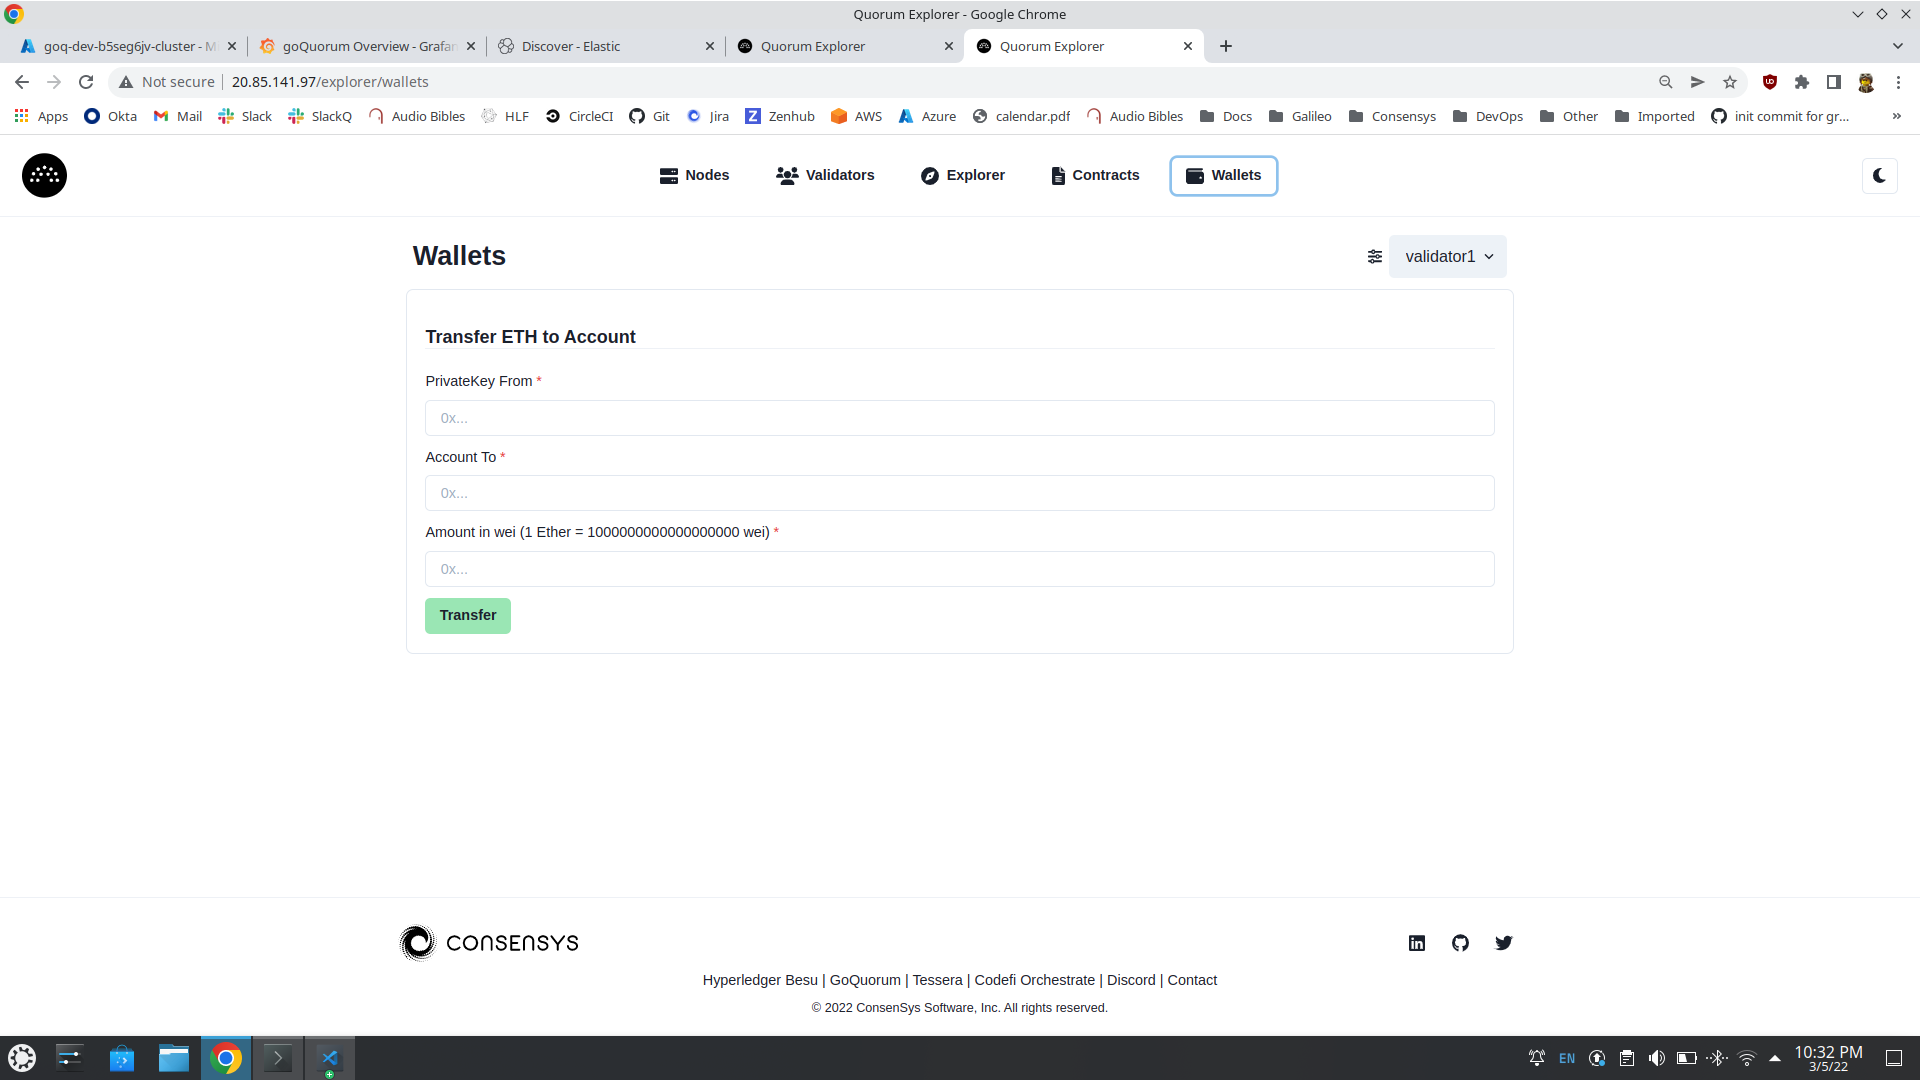 Quorum Explorer - Google Chrome
goq-dev-b5seg6jv-cluster - M
goQuorum Overview - Grafan
Discover - Elastic
Quorum Explorer
Quorum Explorer
Not secure
20.85.141.97/explorer/wallets
Apps
Okta
Mail
Slack
SlackQ
Audio Bibles
HLF
CircleCI
Git
Jira
Zenhub
AWS
Azure
calendar.pdf
Audio Bibles
Docs
Galileo
Consensys
DevOps
Other
Imported
init commit for gr...
Nodes
Validators
Explorer
Contracts
Wallets
Wallets
validator1
Transfer ETH to Account
PrivateKey From *
0x...
Account To *
0x...
Amount in wei (1 Ether = 1000000000000000000 wei) *
0x...
Transfer
CONSENSYS
Hyperledger Besu | GoQuorum | Tessera | Codefi Orchestrate | Discord | Contact
© 2022 ConsenSys Software, Inc. All rights reserved.
EN
10:32 PM
3/5/22